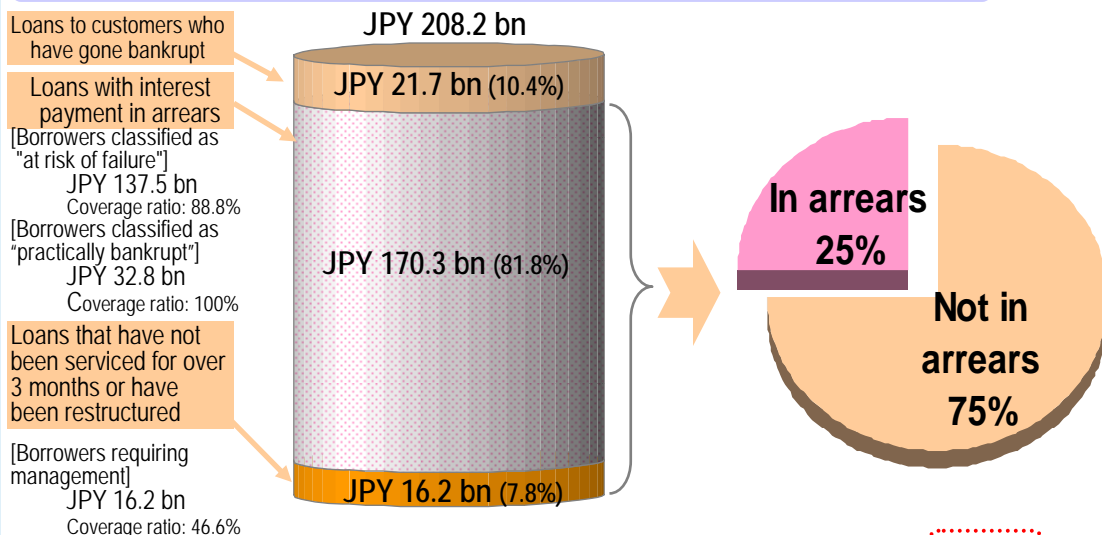 Loans to customers who
have gone bankrupt
Loans with interest
payment in arrears
[Borrowers classified as
"at risk of failure"]
JPY 137.5 bn
Coverage ratio: 88.8%
[Borrowers classified as
“practically bankrupt”]
JPY 32.8 bn
Coverage ratio: 100%
Loans that have not
been serviced for over
3 months or have
been restructured
[Borrowers requiring
management]
JPY 16.2 bn
Coverage ratio: 46.6%
JPY 208.2 bn
JPY 21.7 bn (10.4%)
JPY 170.3 bn (81.8%)
JPY 16.2 bn (7.8%)
In arrears
25%
Not in
arrears
75%